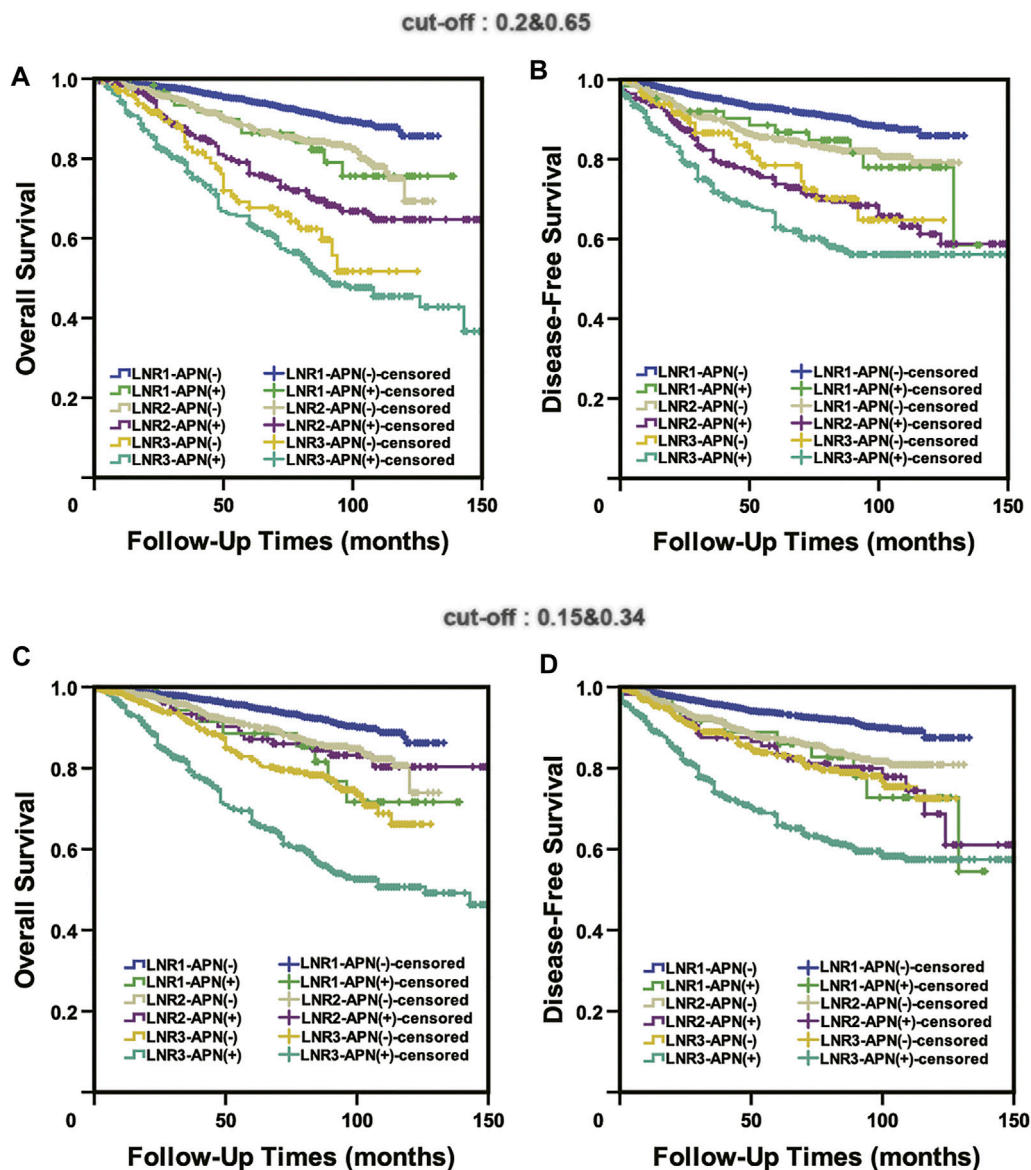 cut-off : 0.2&0.65
A
1.0
0.8
0.6
0.4
0.2
0
50
100
150
Overall Survival
Follow-Up Times (months)
LNR1-APN(-) LNR1-APN(-)-censored
LNR1-APN(+) LNR1-APN(+)-censored
LNR2-APN(-) LNR2-APN(-)-censored
LNR2-APN(+) LNR2-APN(+)-censored
LNR3-APN(-) LNR3-APN(-)-censored
LNR3-APN(+) LNR3-APN(+)-censored
B
1.0
0.8
0.6
0.4
0.2
0
50
100
150
Disease-Free Survival
Follow-Up Times (months)
LNR1-APN(-) LNR1-APN(-)-censored
LNR1-APN(+) LNR1-APN(+)-censored
LNR2-APN(-) LNR1-APN(-)-censored
LNR2-APN(+) LNR2-APN(+)-censored
LNR3-APN(-) LNR3-APN(-)-censored
LNR3-APN(+) LNR3-APN(+)-censored
cut-off : 0.15&0.34
C
1.0
0.8
0.6
0.4
0.2
0
50
100
150
Overall Survival
Follow-Up Times (months)
LNR1-APN(-) LNR1-APN(-)-censored
LNR1-APN(+) LNR1-APN(+)-censored
LNR2-APN(-) LNR2-APN(-)-censored
LNR2-APN(+) LNR2-APN(+)-censored
LNR3-APN(-) LNR3-APN(-)-censored
LNR3-APN(+) LNR3-APN(+)-censored
D
1.0
0.8
0.6
0.4
0.2
0
50
100
150
Disease-Free Survival
Follow-Up Times (months)
LNR1-APN(-) LNR1-APN(-)-censored
LNR1-APN(+) LNR1-APN(+)-censored
LNR2-APN(-) LNR2-APN(-)-censored
LNR2-APN(+) LNR2-APN(+)-censored
LNR3-APN(-) LNR3-APN(-)-censored
LNR3-APN(+) LNR3-APN(+)-censored